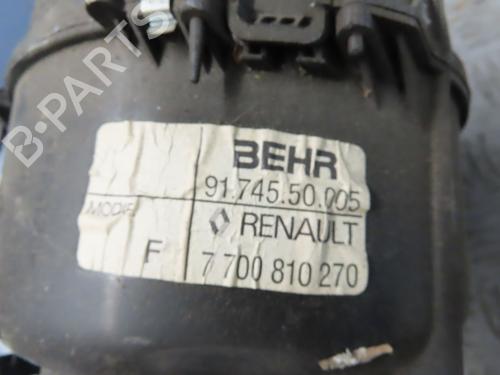 BEHR
91.745.50.005
MODIF
RENAULT
F 7 700 810 270
B-PARTS